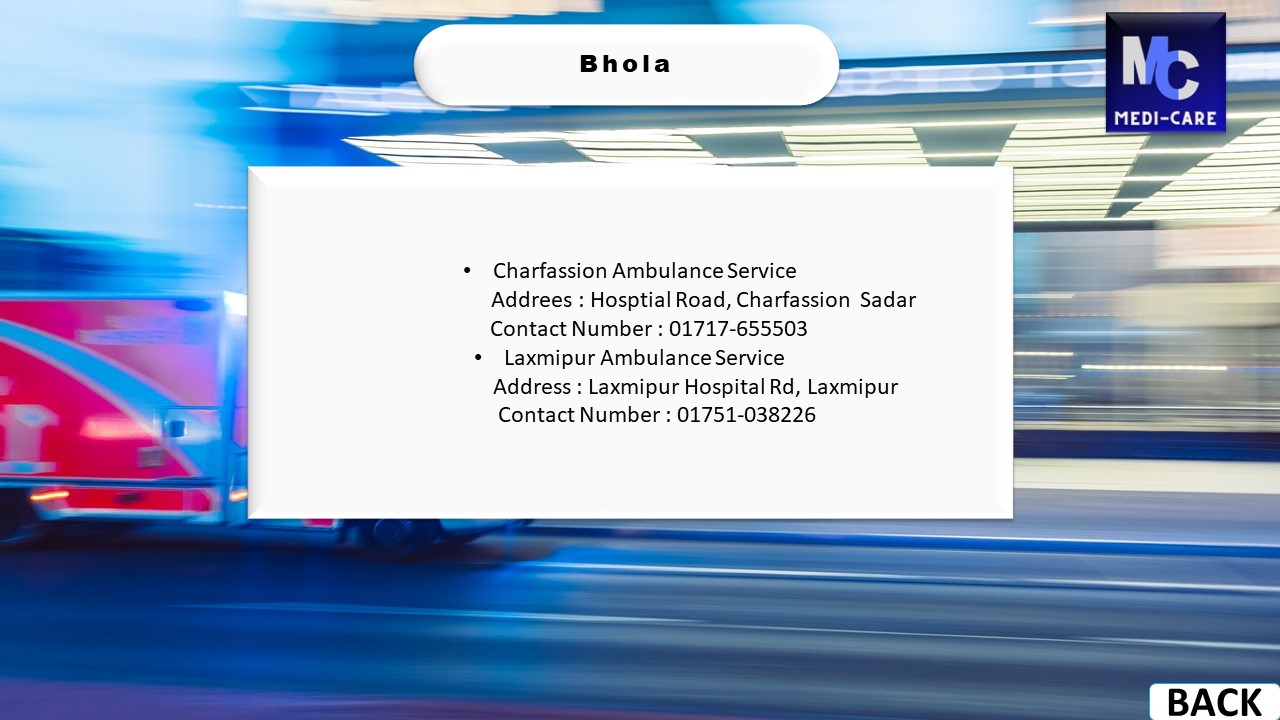 Bhola
MC
MEDI-CARE
• Charfassion Ambulance Service
Addrees : Hosptial Road, Charfassion Sadar
Contact Number : 01717-655503
• Laxmipur Ambulance Service
Address : Laxmipur Hospital Rd, Laxmipur
Contact Number : 01751-038226
BACK